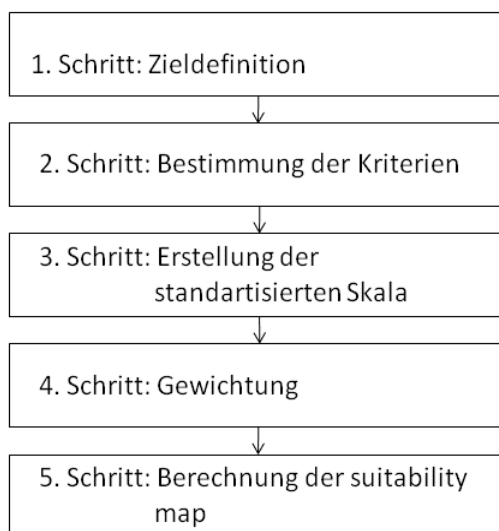 1. Schritt: Zieldefinition
2. Schritt: Bestimmung der Kriterien
3. Schritt: Erstellung der
standartisierten Skala
4. Schritt: Gewichtung
5. Schritt: Berechnung der suitability
map